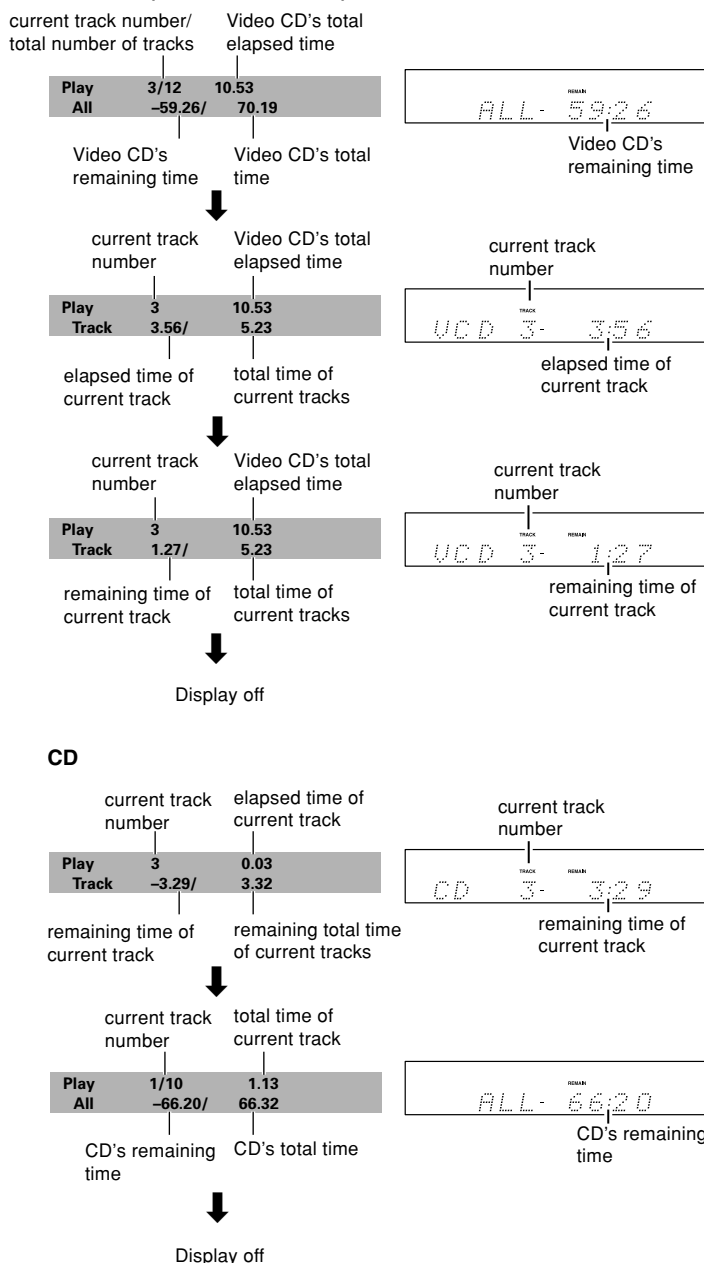 current track number/
total number of tracks
Video CD's total
elapsed time
Play 3/12 10.53
All –59.26/ 70.19
REMAIN
ALL- 59:26
Video CD's
remaining time
Video CD's total
time
Video CD's
remaining time
current track
number
Video CD's total
elapsed time
current track
number
Play 3 10.53
Track 3.56/ 5.23
TRACK
VCD 3- 3:56
elapsed time of
current track
total time of
current tracks
elapsed time of
current track
current track
number
Video CD's total
elapsed time
current track
number
Play 3 10.53
Track 1.27/ 5.23
TRACK REMAIN
VCD 3- 1:27
remaining time of
current track
total time of
current tracks
remaining time of
current track
Display off
CD
current track
number
elapsed time of
current track
current track
number
Play 3 0.03
Track –3.29/ 3.32
TRACK REMAIN
CD 3- 3:29
remaining time of
current track
remaining total time
of current tracks
remaining time of
current track
current track
number
total time of
current track
Play 1/10 1.13
All –66.20/ 66.32
REMAIN
ALL- 66:20
CD's remaining
time
CD's total time
CD's remaining
time
Display off